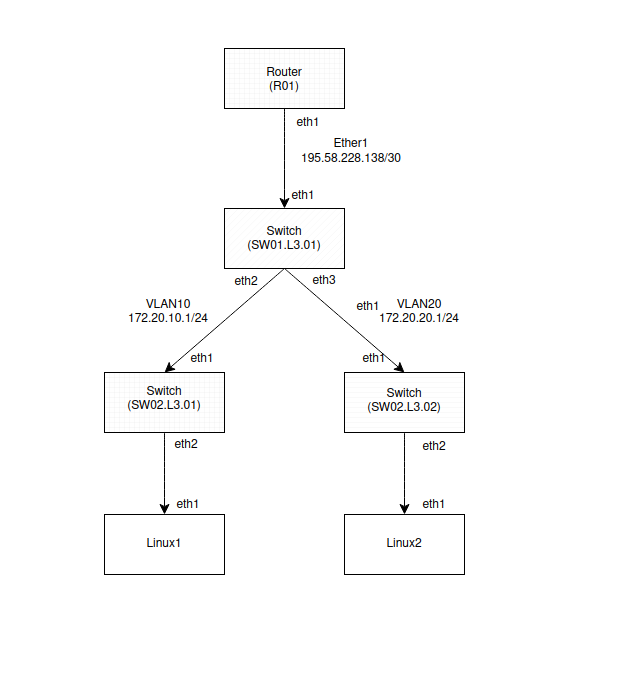 Router
(R01)
eth1
Ether1
195.58.228.138/30
eth1
Switch
(SW01.L3.01)
eth2
eth3
VLAN10
172.20.10.1/24
eth1
VLAN20
172.20.20.1/24
eth1
eth1
Switch
(SW02.L3.01)
Switch
(SW02.L3.02)
eth2
eth2
eth1
eth1
Linux1
Linux2